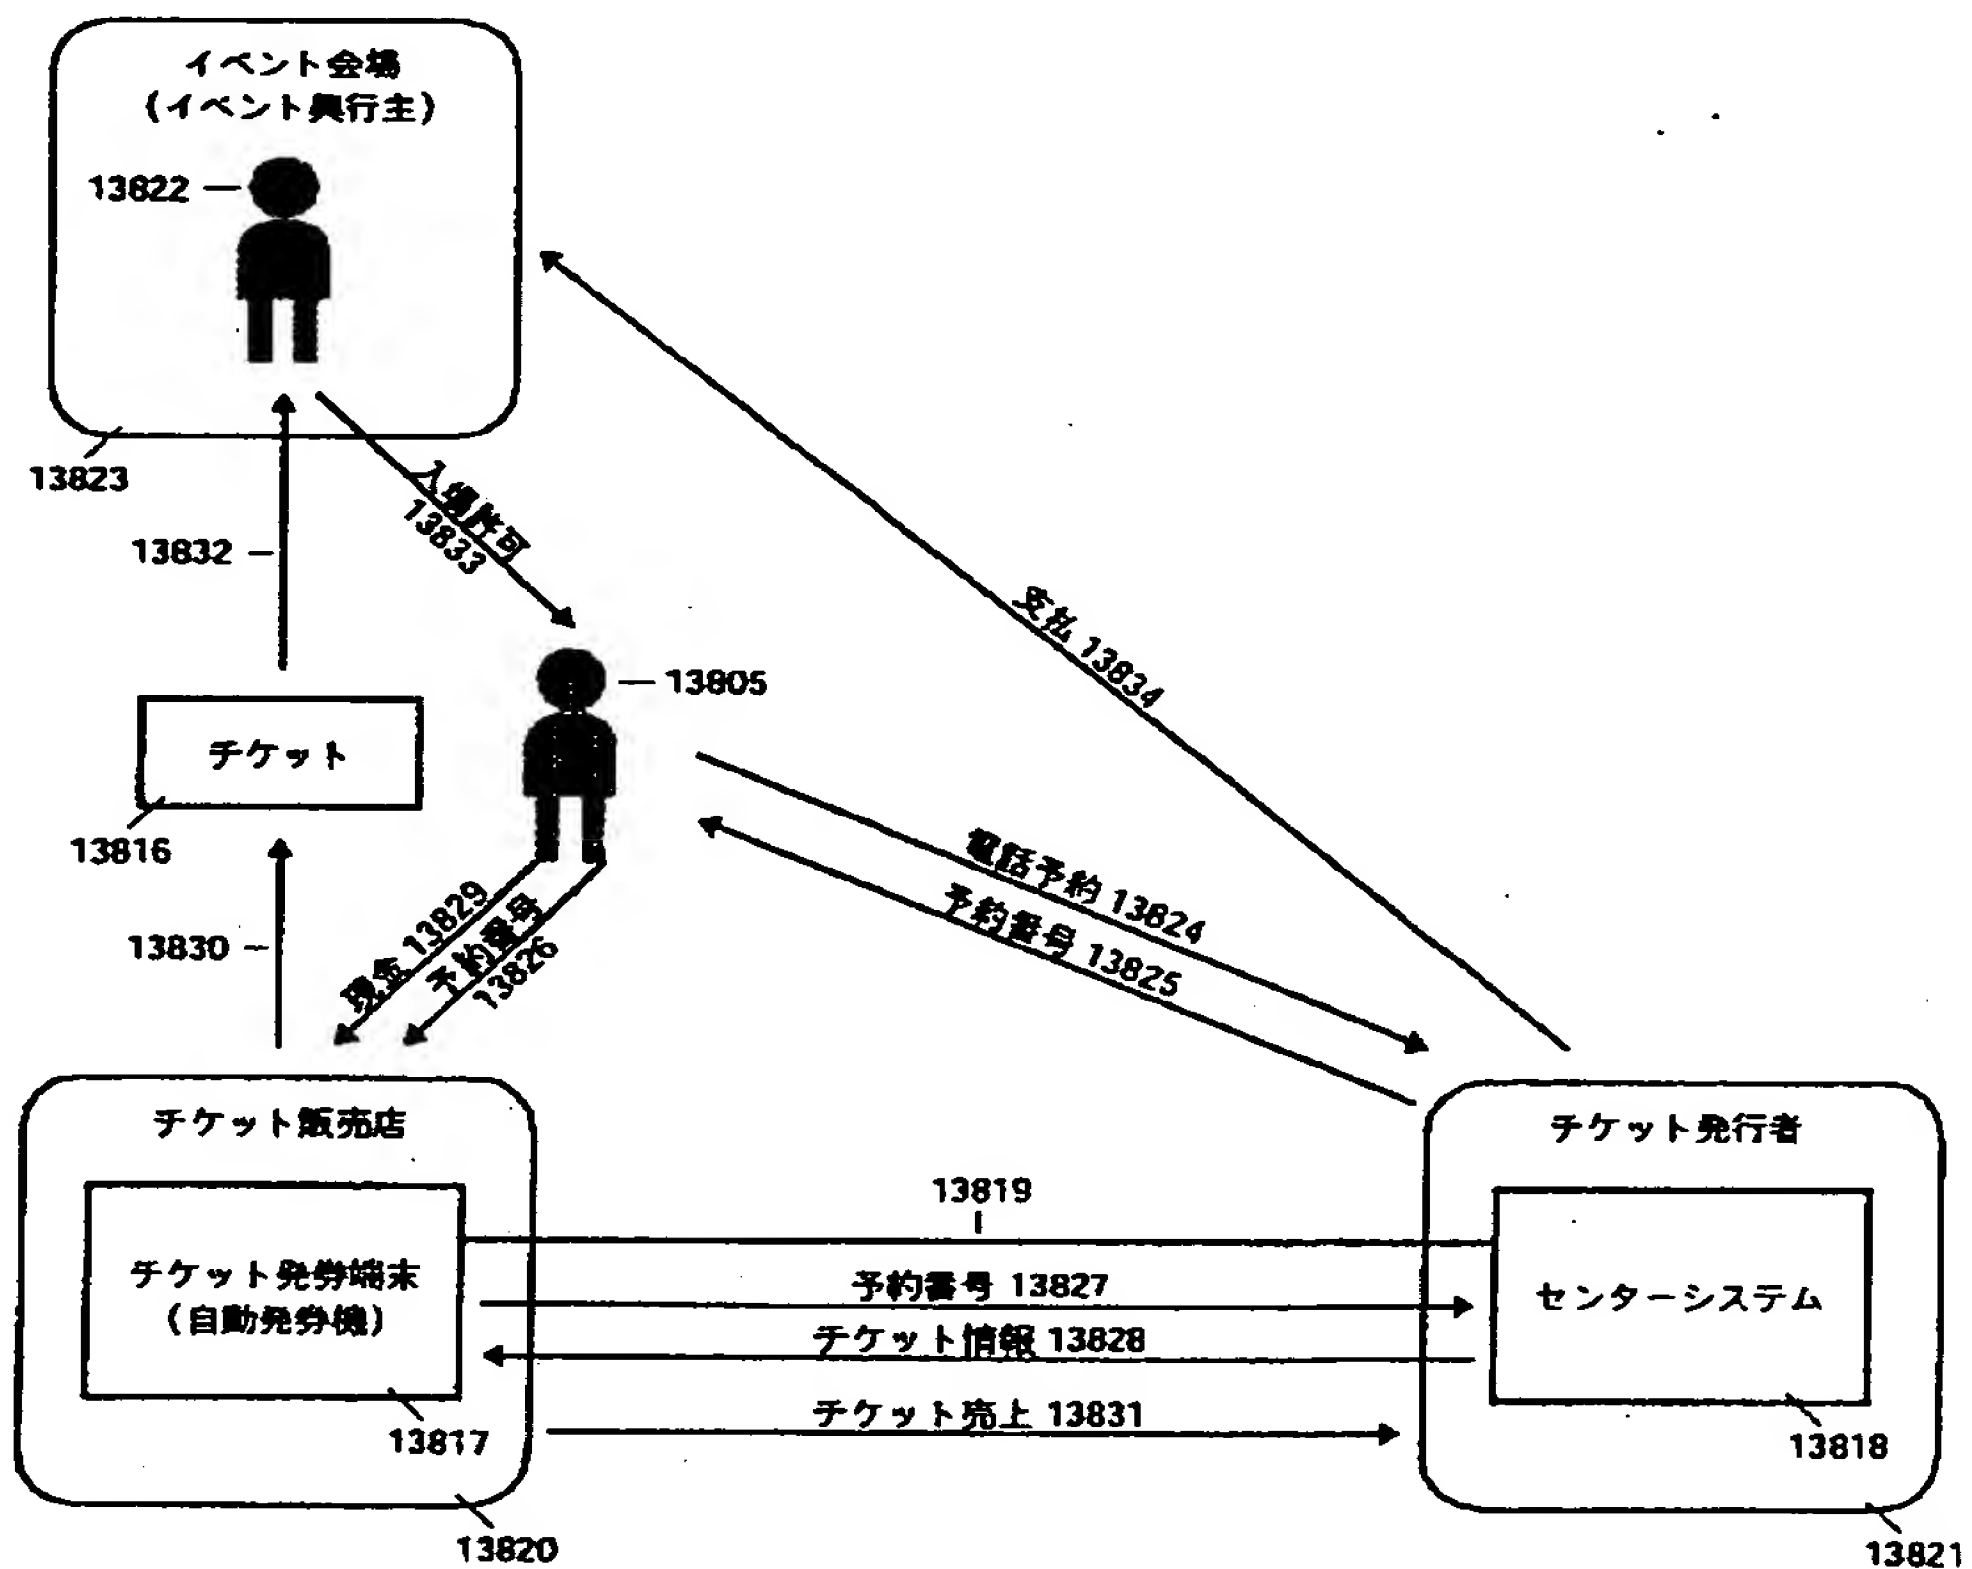 イベント会場
(イベント興行主)
13822
13823
入場許可
13833
13832
支払 13834
13805
チケット
13816
電話予約 13824
予約番号 13825
現金 13829
予約番号
13826
13830
チケット販売店
チケット発行者
13819
チケット発券端末
(自動発券機)
予約番号 13827
センターシステム
チケット情報 13828
チケット売上 13831
13817
13818
13820
13821